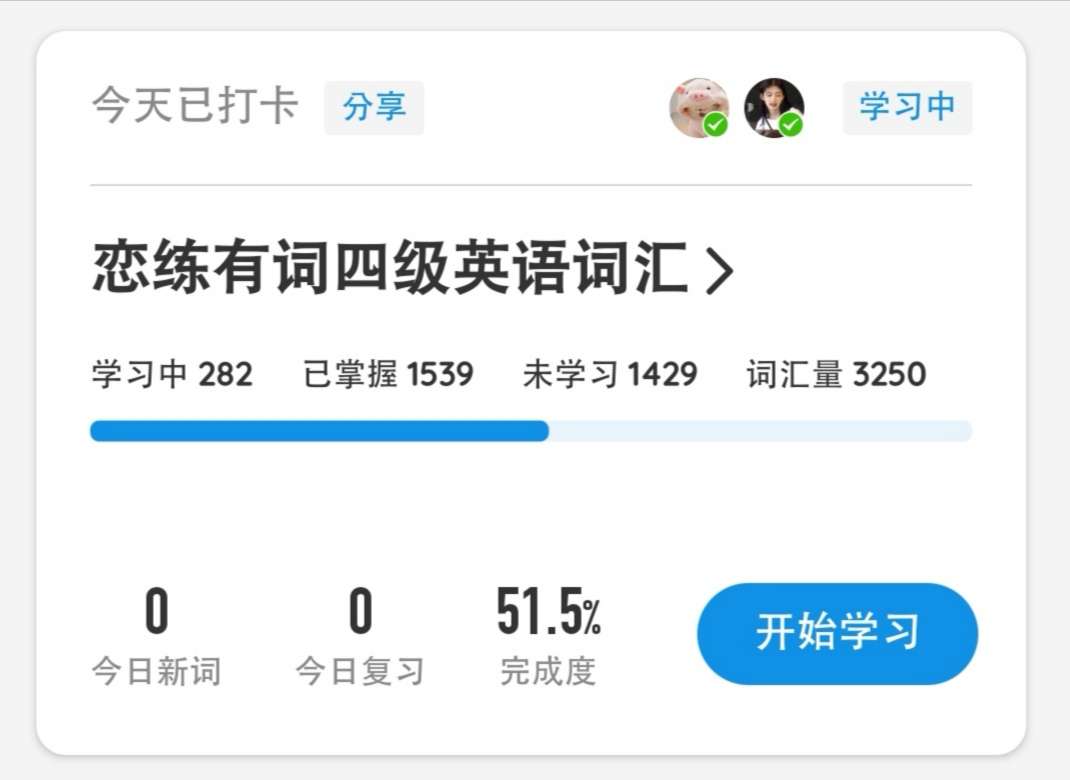 今天已打卡 分享 学习中
恋练有词四级英语词汇
学习中 282 已掌握 1539 未学习 1429 词汇量 3250
0 0 51.5%
今日新词 今日复习 完成度
开始学习